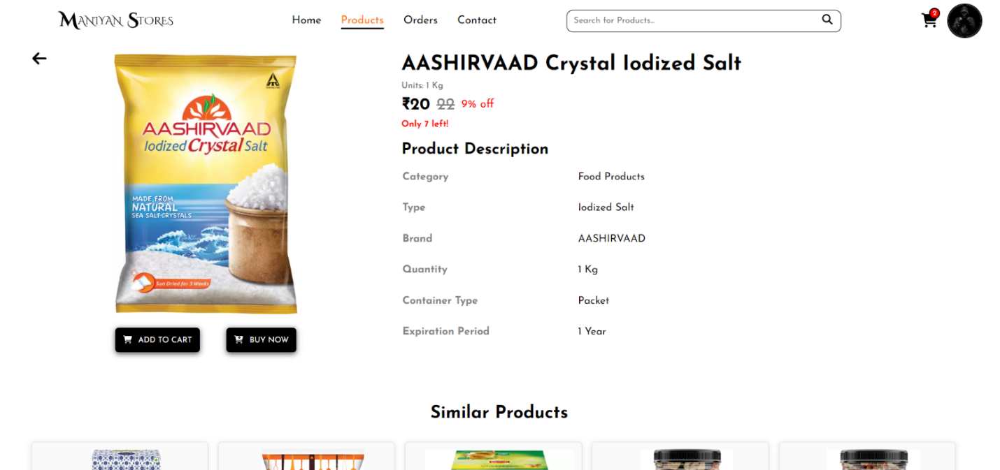 MANIYAN STORES
Home Products Orders Contact
Search for Products...
2
AASHIRVAAD Crystal Iodized Salt
Units: 1 Kg
₹20 22 9% off
Only 7 left!
Product Description
Category Food Products
Type Iodized Salt
Brand AASHIRVAAD
Quantity 1 Kg
Container Type Packet
Expiration Period 1 Year
AASHIRVAAD
Iodized Crystal Salt
MADE FROM
NATURAL
SEA SALT CRYSTALS
Sun Dried for 3 Weeks
ADD TO CART BUY NOW
Similar Products